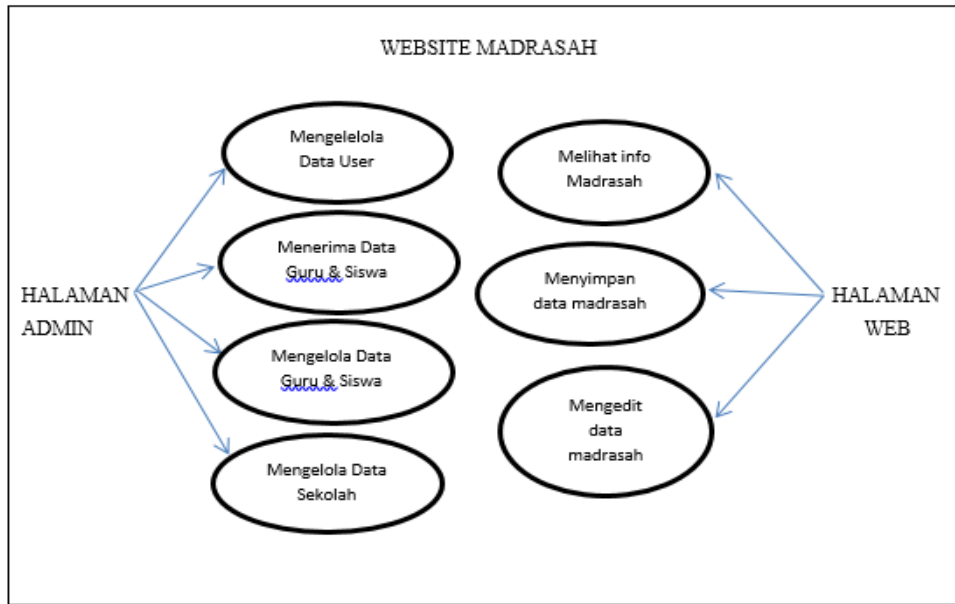 WEBSITE MADRASAH
Mengelelola
Data User
Menerima Data
Guru & Siswa
Mengelola Data
Guru & Siswa
Mengelola Data
Sekolah
HALAMAN
ADMIN
Melihat info
Madrasah
Menyimpan
data madrasah
Mengedit
data
madrasah
HALAMAN
WEB